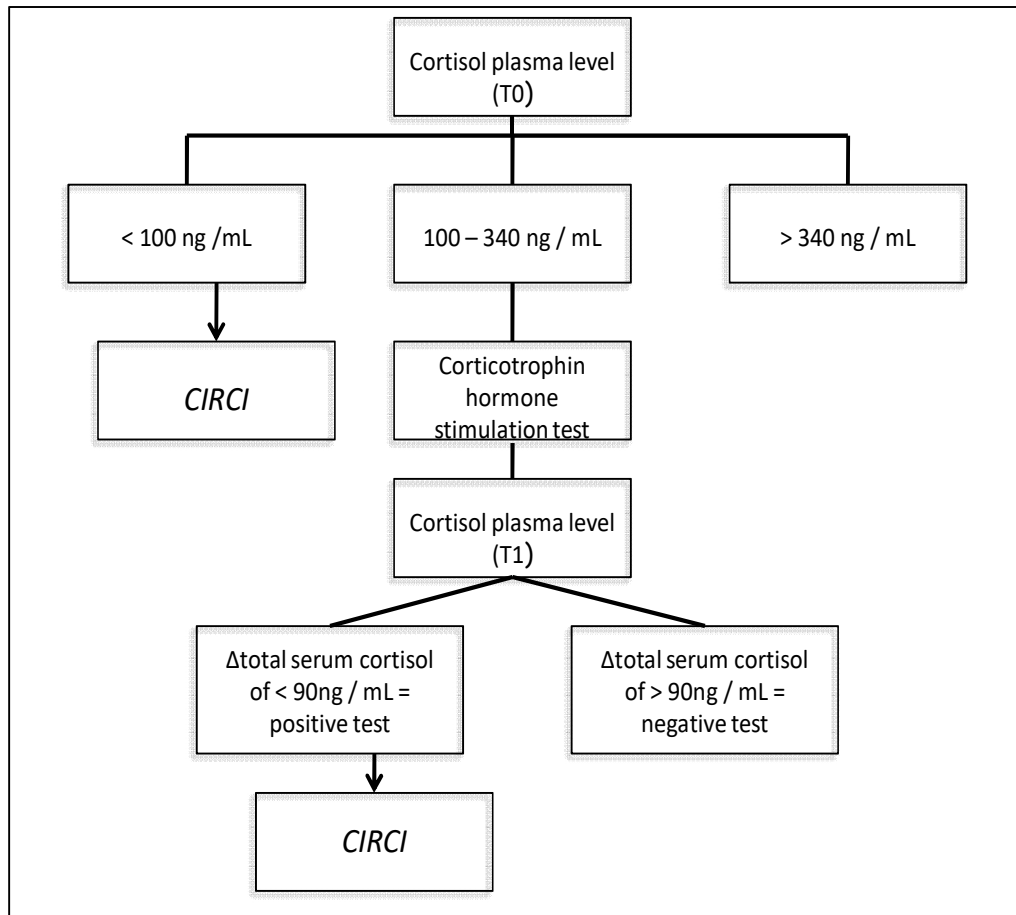 Cortisol plasma level
(T0)
< 100 ng /mL
100 – 340 ng / mL
> 340 ng / mL
CIRCI
Corticotrophin
hormone
stimulation test
Cortisol plasma level
(T1)
Δtotal serum cortisol
of < 90ng / mL =
positive test
Δtotal serum cortisol
of > 90ng / mL =
negative test
CIRCI